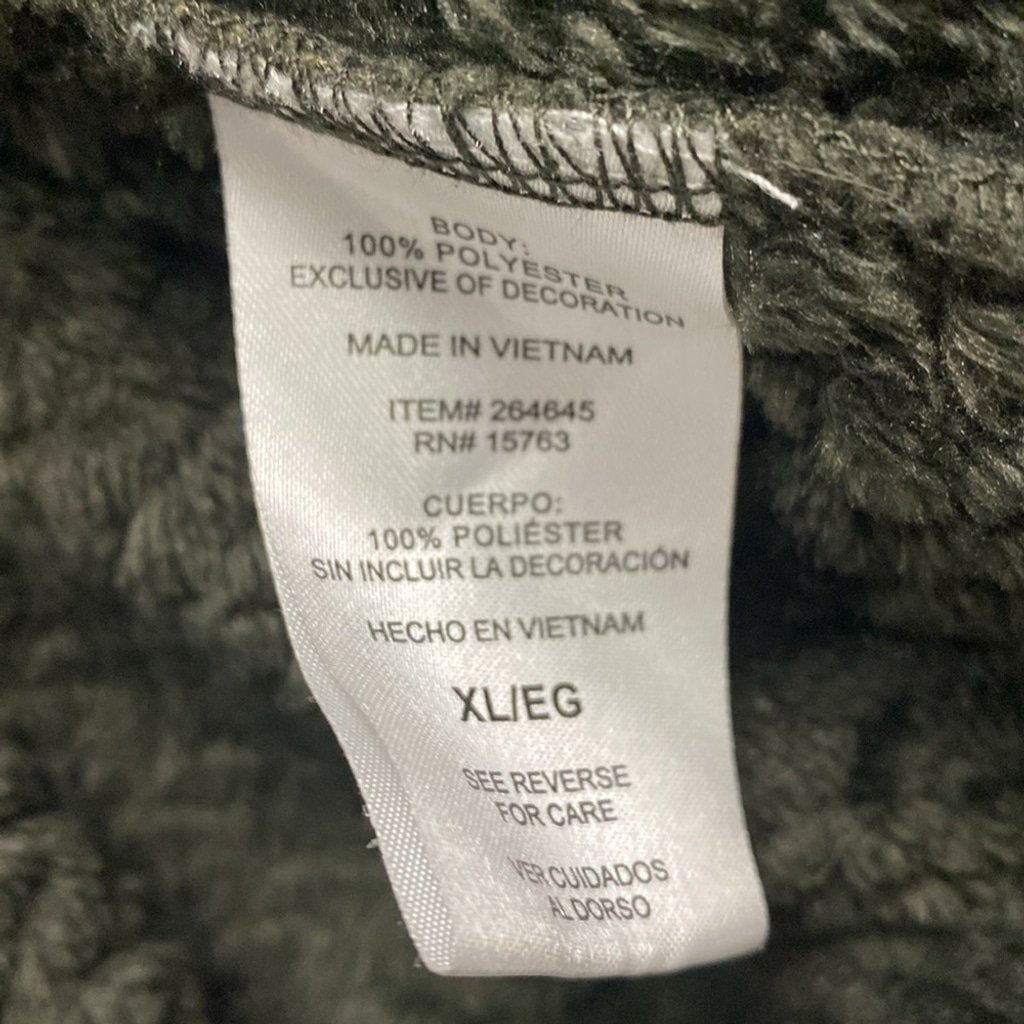 BODY:
100% POLYESTER
EXCLUSIVE OF DECORATION
MADE IN VIETNAM
ITEM# 264645
RN# 15763
CUERPO:
100% POLIÉSTER
SIN INCLUIR LA DECORACIÓN
HECHO EN VIETNAM
XL/EG
SEE REVERSE
FOR CARE
VER CUIDADOS
AL DORSO